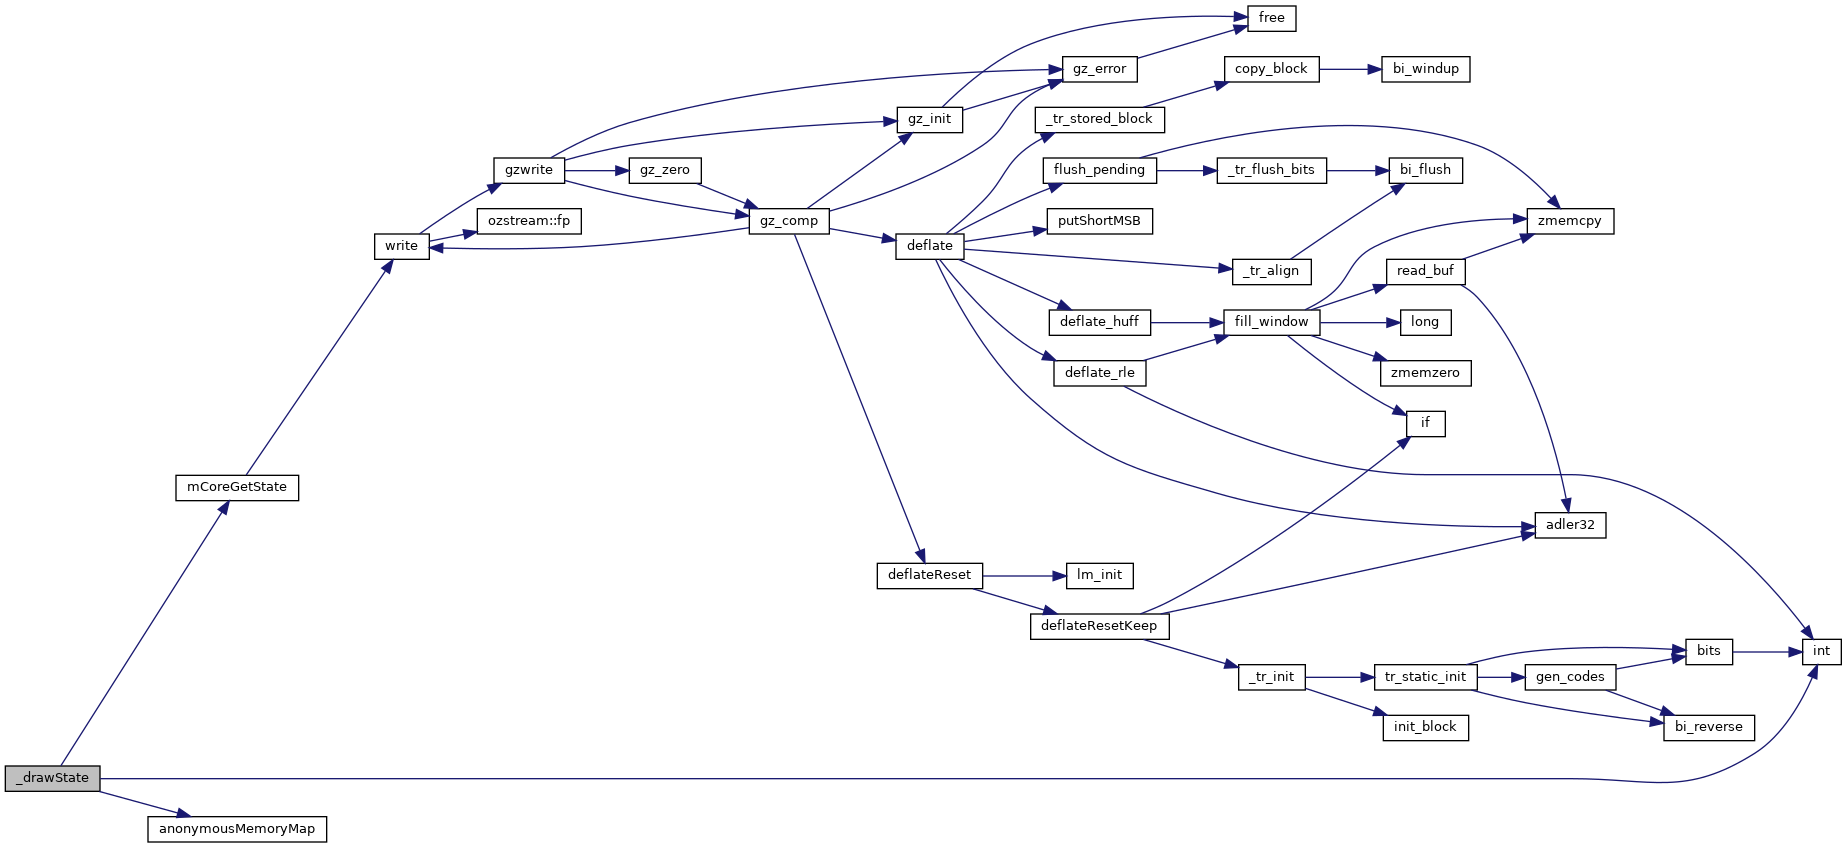 free
gz_error
copy_block
bi_windup
gz_init
_tr_stored_block
gzwrite
gz_zero
flush_pending
_tr_flush_bits
bi_flush
ozstream::fp
gz_comp
putShortMSB
zmemcpy
write
deflate
_tr_align
read_buf
deflate_huff
fill_window
long
deflate_rle
zmemzero
if
mCoreGetState
adler32
deflateReset
lm_init
deflateResetKeep
bits
int
_tr_init
tr_static_init
gen_codes
init_block
bi_reverse
_drawState
anonymousMemoryMap